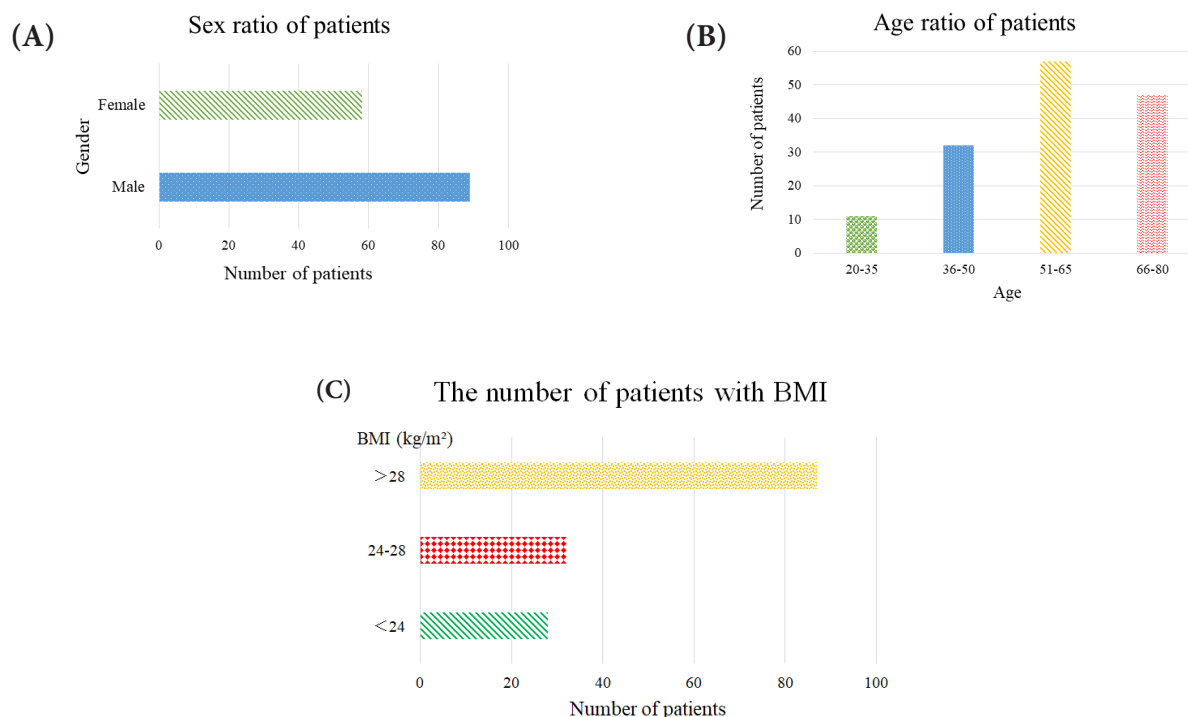 (A)
Sex ratio of patients
Gender
Female
Male
0 20 40 60 80 100
Number of patients
(B)
Age ratio of patients
Number of patients
60
50
40
30
20
10
0
20-35 36-50 51-65 66-80
Age
(C)
The number of patients with BMI
BMI (kg/m²)
＞28
24-28
＜24
0 20 40 60 80 100
Number of patients